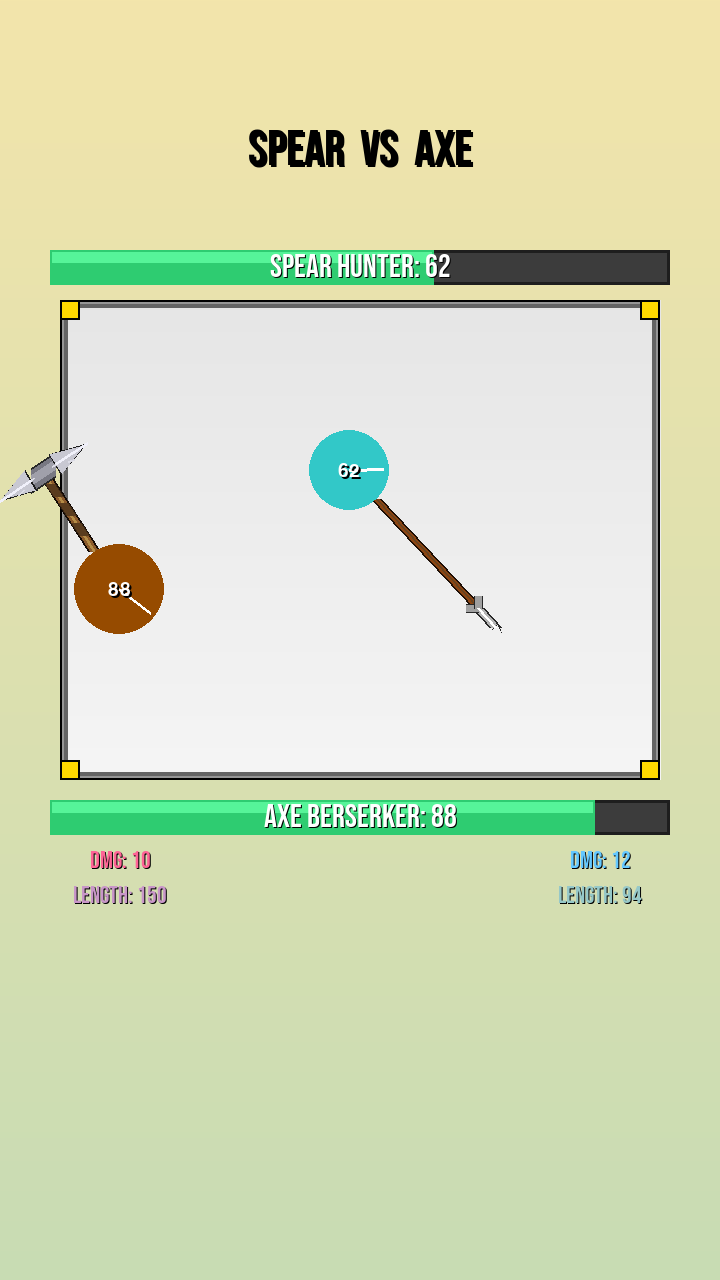 SPEAR VS AXE
SPEAR HUNTER: 62
62
88
AXE BERSERKER: 88
DMG: 10
DMG: 12
LENGTH: 150
LENGTH: 94